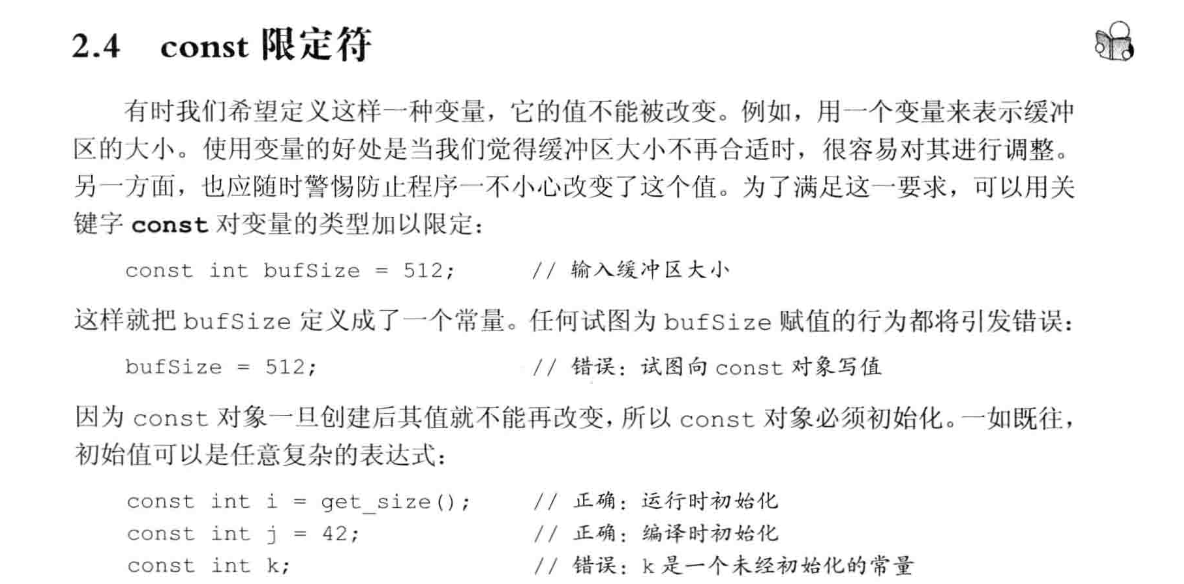 2.4 const 限定符
有时我们希望定义这样一种变量，它的值不能被改变。例如，用一个变量来表示缓冲
区的大小。使用变量的好处是当我们觉得缓冲区大小不再合适时，很容易对其进行调整。
另一方面，也应随时警惕防止程序一不小心改变了这个值。为了满足这一要求，可以用关
键字 const 对变量的类型加以限定：
const int bufSize = 512; // 输入缓冲区大小
这样就把 bufSize 定义成了一个常量。任何试图为 bufSize 赋值的行为都将引发错误：
bufSize = 512; // 错误：试图向 const 对象写值
因为 const 对象一旦创建后其值就不能再改变，所以 const 对象必须初始化。一如既往，
初始值可以是任意复杂的表达式：
const int i = get_size(); // 正确：运行时初始化
const int j = 42; // 正确：编译时初始化
const int k; // 错误：k 是一个未经初始化的常量